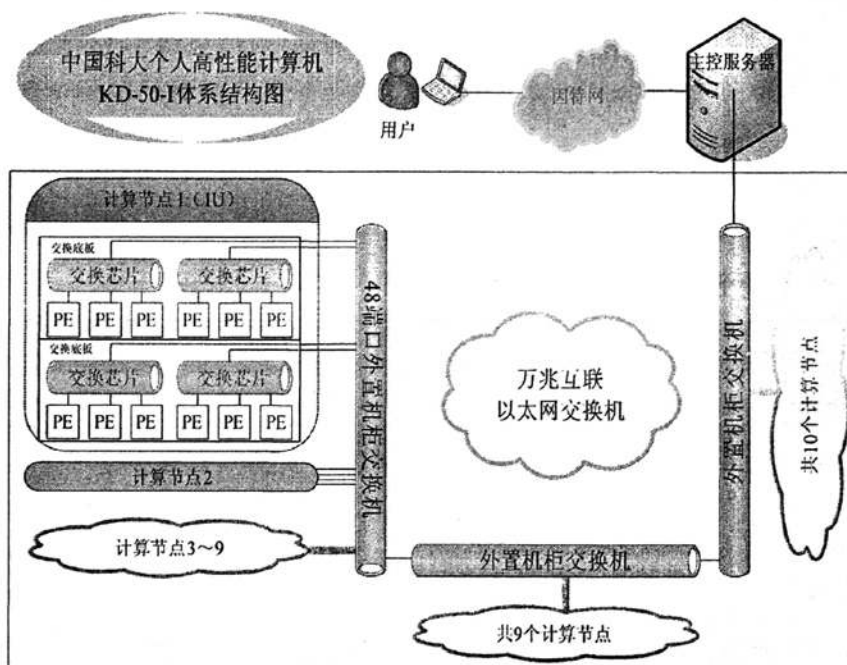 中国科大个人高性能计算机
KD-50-I体系结构图
用户
因特网
主控服务器
计算节点1(IU)
交换底板
交换芯片
交换芯片
PE
PE
PE
PE
PE
PE
交换底板
交换芯片
交换芯片
PE
PE
PE
PE
PE
PE
计算节点2
计算节点3～9
48端口外置机柜交换机
万兆互联
以太网交换机
外置机柜交换机
共9个计算节点
外置机柜交换机
共10个计算节点